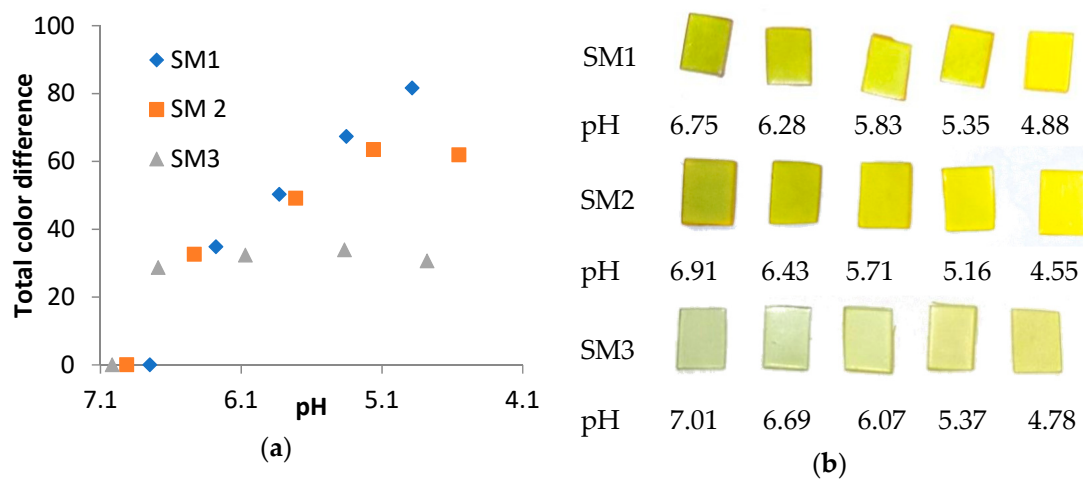 100
80
60
40
20
0
Total color difference
SM1
SM 2
SM3
7.1 6.1 5.1 4.1
pH
(a)
SM1
pH 6.75 6.28 5.83 5.35 4.88
SM2
pH 6.91 6.43 5.71 5.16 4.55
SM3
pH 7.01 6.69 6.07 5.37 4.78
(b)